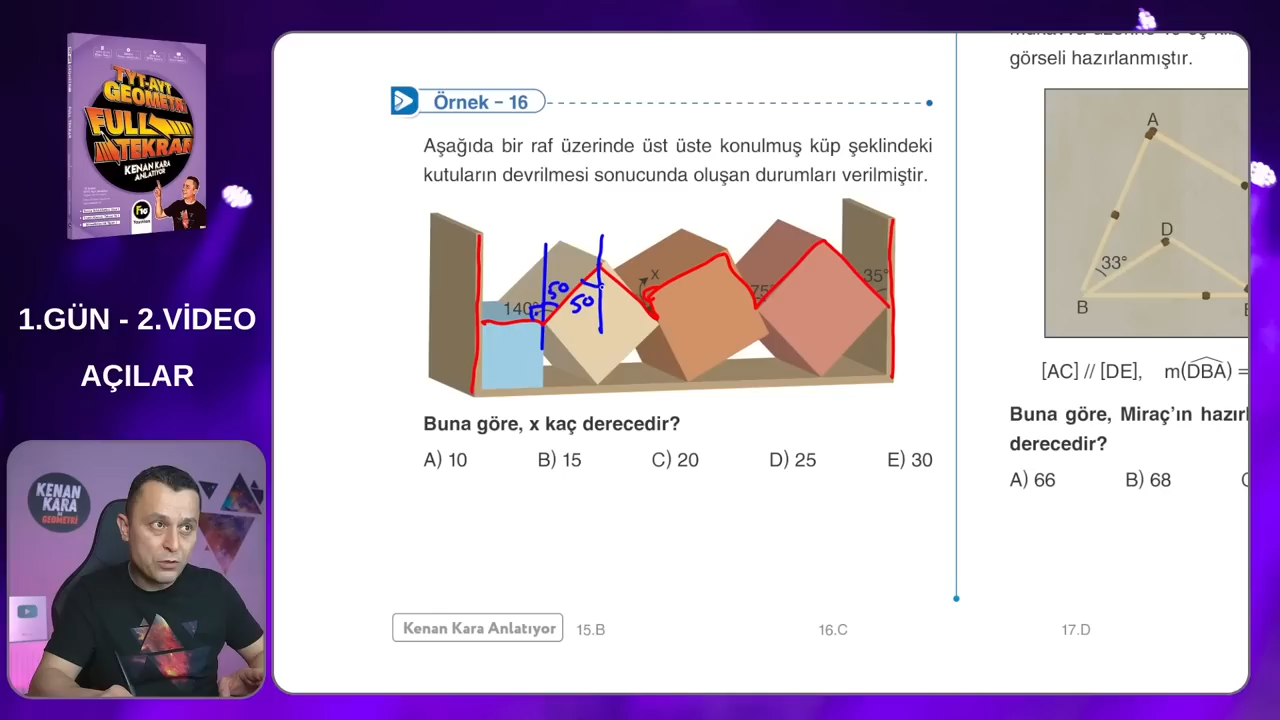 TYT-AYT
GEOMETRİ
FULL
TEKRAR
KENAN KARA
ANLATIYOR
1.GÜN - 2.VİDEO
AÇILAR
KENAN
KARA
GEOMETRİ
Örnek – 16
Aşağıda bir raf üzerinde üst üste konulmuş küp şeklindeki
kutuların devrilmesi sonucunda oluşan durumları verilmiştir.
140°
50
50
x
75°
35°
Buna göre, x kaç derecedir?
A) 10 B) 15 C) 20 D) 25 E) 30
Kenan Kara Anlatıyor
15.B 16.C 17.D
görseli hazırlanmıştır.
A
D
33°
B
[AC] // [DE], m(DBA) =
Buna göre, Miraç’ın
derecedir?
A) 66 B) 68